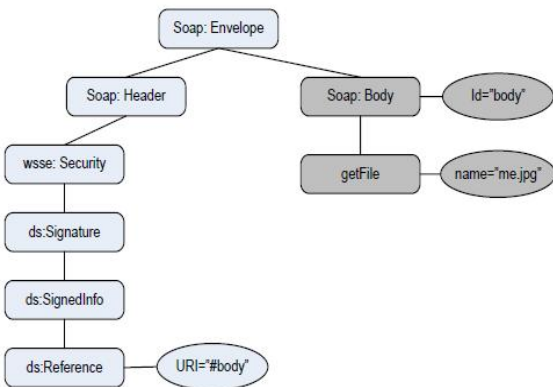 Soap: Envelope
Soap: Header
Soap: Body
Id="body"
wsse: Security
getFile
name="me.jpg"
ds:Signature
ds:SignedInfo
ds:Reference
URI="#body"